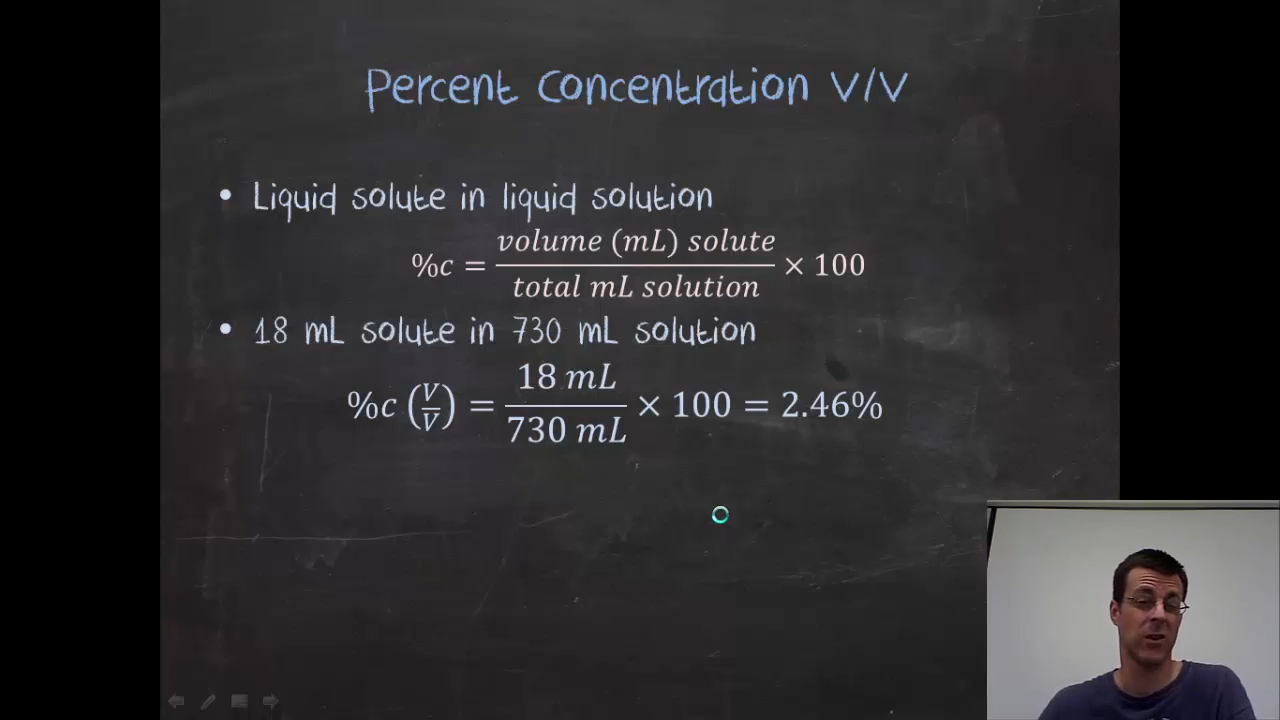 Percent Concentration V/V
• Liquid solute in liquid solution
%c = volume (mL) solute / total mL solution × 100
• 18 mL solute in 730 mL solution
%c (V/V) = 18 mL / 730 mL × 100 = 2.46%